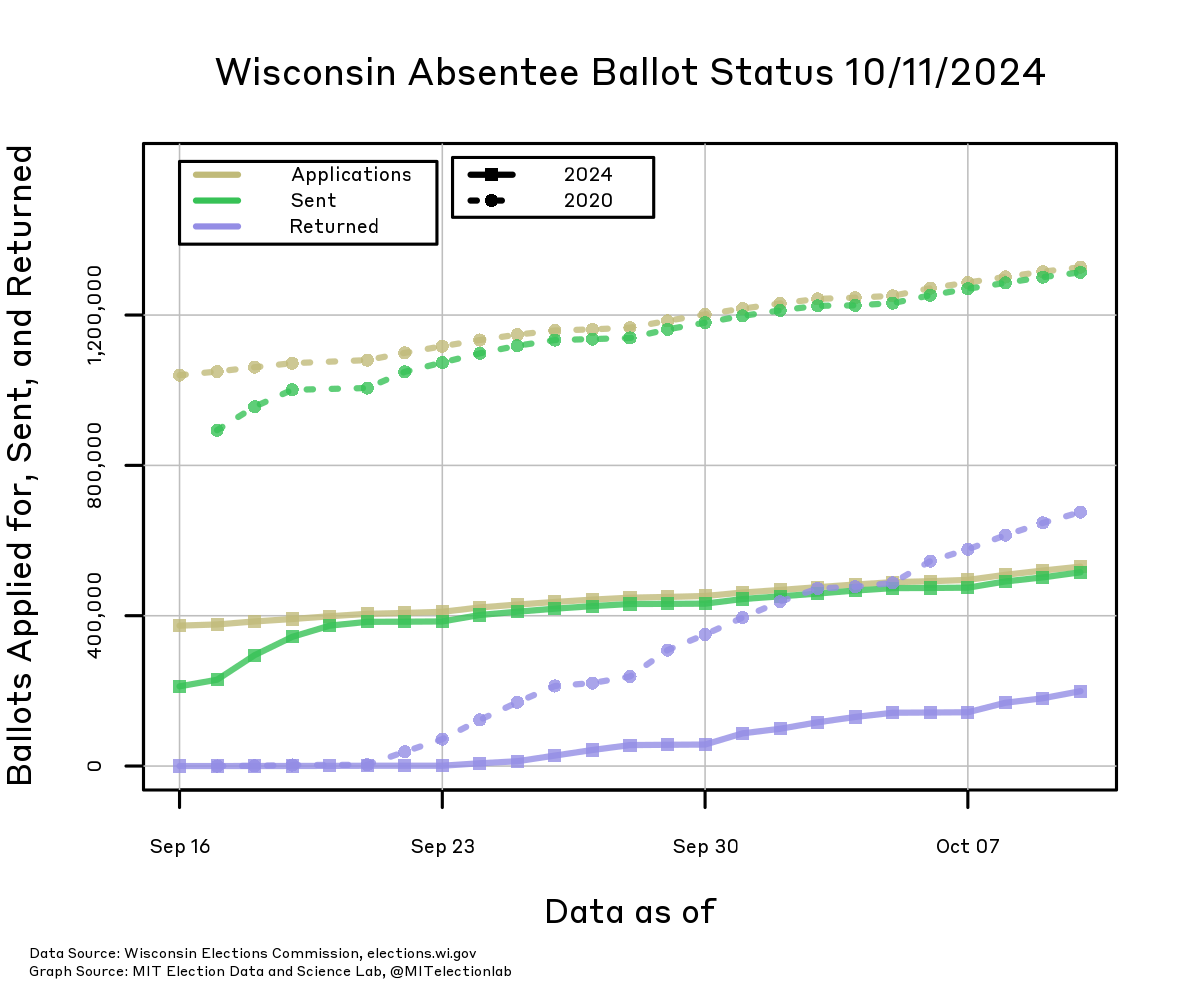 Wisconsin Absentee Ballot Status 10/11/2024
Ballots Applied for, Sent, and Returned
Applications
Sent
Returned
2024
2020
1,200,000
800,000
400,000
0
Sep 16
Sep 23
Sep 30
Oct 07
Data as of
Data Source: Wisconsin Elections Commission, elections.wi.gov
Graph Source: MIT Election Data and Science Lab, @MITelectionlab